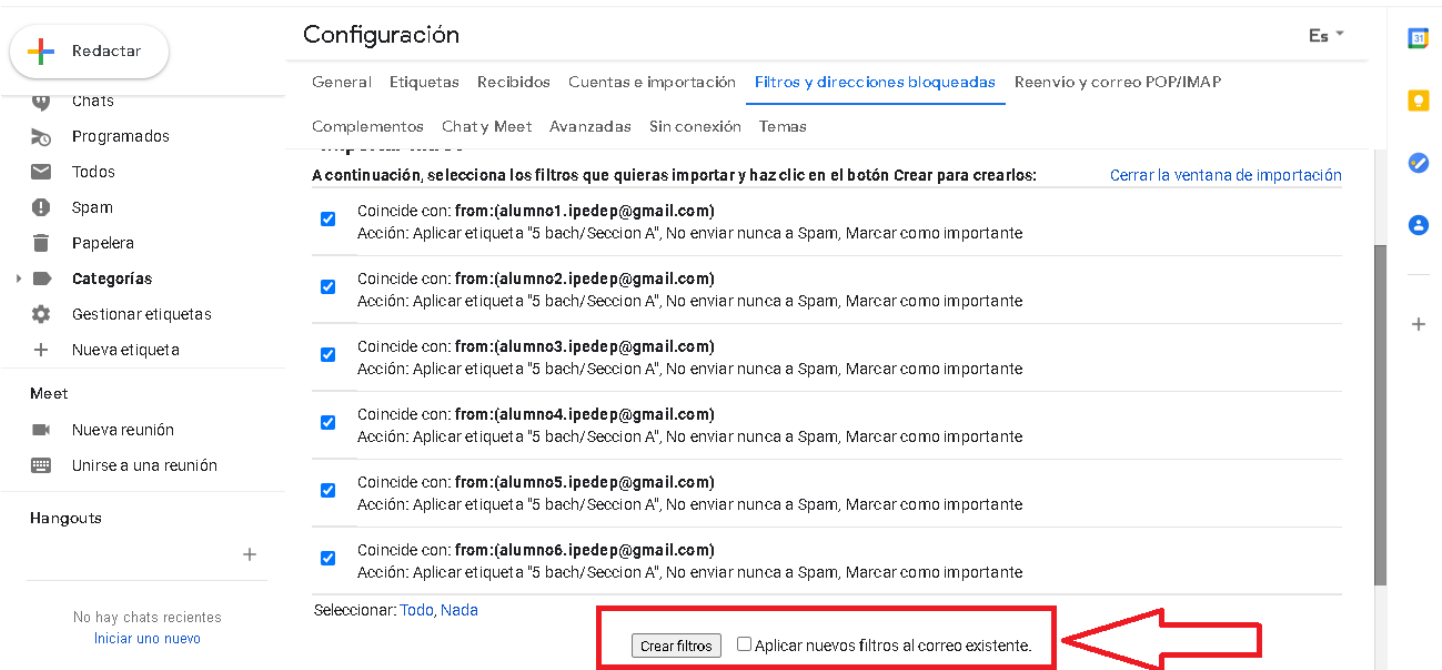 Redactar
Chats
Programados
Todos
Spam
Papelera
Categorías
Gestionar etiquetas
Nueva etiqueta
Meet
Nueva reunión
Unirse a una reunión
Hangouts
No hay chats recientes
Iniciar uno nuevo
Configuración
Es
General Etiquetas Recibidos Cuentas e importación Filtros y direcciones bloqueadas Reenvío y correo POP/IMAP
Complementos Chat y Meet Avanzadas Sin conexión Temas
A continuación, selecciona los filtros que quieras importar y haz clic en el botón Crear para crearlos: Cerrar la ventana de importación
Coincide con: from:(alumno1.ipedep@gmail.com)
Acción: Aplicar etiqueta "5 bach/Seccion A", No enviar nunca a Spam, Marcar como importante
Coincide con: from:(alumno2.ipedep@gmail.com)
Acción: Aplicar etiqueta "5 bach/Seccion A", No enviar nunca a Spam, Marcar como importante
Coincide con: from:(alumno3.ipedep@gmail.com)
Acción: Aplicar etiqueta "5 bach/Seccion A", No enviar nunca a Spam, Marcar como importante
Coincide con: from:(alumno4.ipedep@gmail.com)
Acción: Aplicar etiqueta "5 bach/Seccion A", No enviar nunca a Spam, Marcar como importante
Coincide con: from:(alumno5.ipedep@gmail.com)
Acción: Aplicar etiqueta "5 bach/Seccion A", No enviar nunca a Spam, Marcar como importante
Coincide con: from:(alumno6.ipedep@gmail.com)
Acción: Aplicar etiqueta "5 bach/Seccion A", No enviar nunca a Spam, Marcar como importante
Seleccionar: Todo, Nada
Crear filtros Aplicar nuevos filtros al correo existente.
31